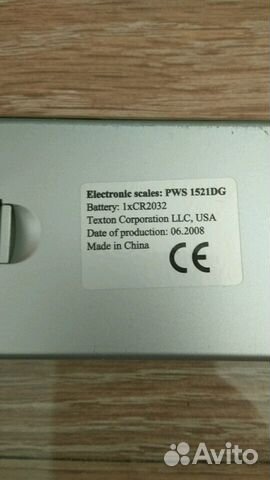 Electronic scales: PWS 1521DG
Battery: 1xCR2032
Texton Corporation LLC, USA
Date of production: 06.2008
Made in China
CE
Avito